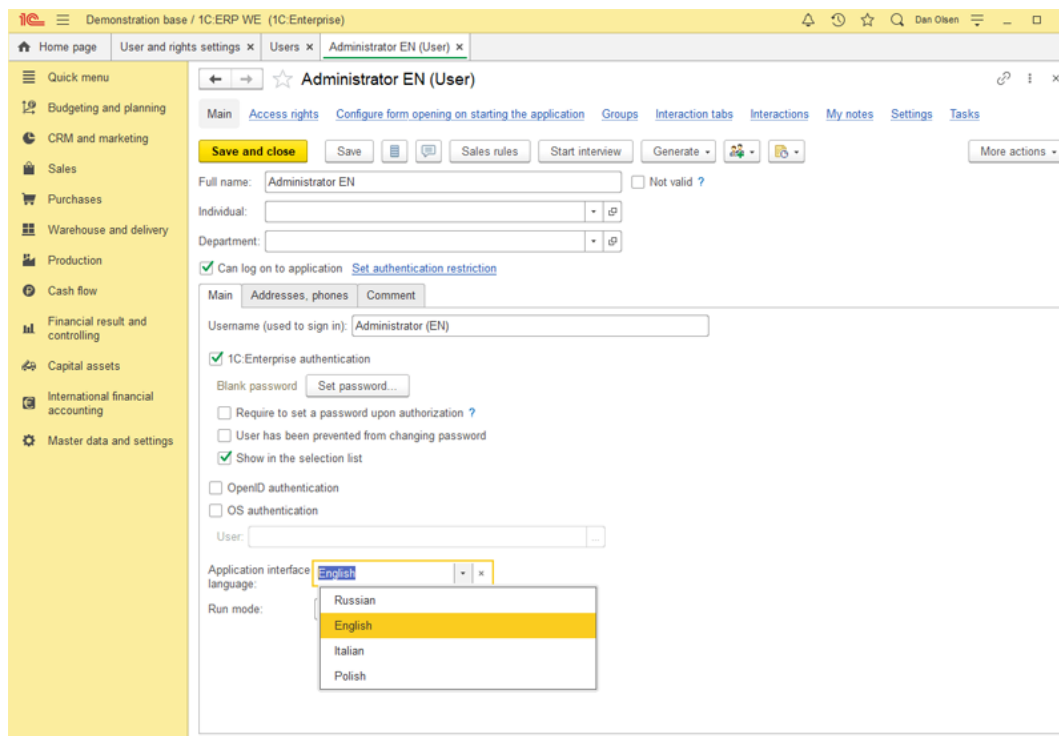 1C Demonstration base / 1C:ERP WE (1C:Enterprise) Dan Olsen
Home page User and rights settings × Users × Administrator EN (User) ×
Quick menu
Budgeting and planning
CRM and marketing
Sales
Purchases
Warehouse and delivery
Production
Cash flow
Financial result and
controlling
Capital assets
International financial
accounting
Master data and settings
Administrator EN (User)
Main Access rights Configure form opening on starting the application Groups Interaction tabs Interactions My notes Settings Tasks
Save and close Save Sales rules Start interview Generate More actions
Full name: Administrator EN Not valid ?
Individual:
Department:
Can log on to application Set authentication restriction
Main Addresses, phones Comment
Username (used to sign in): Administrator (EN)
1C:Enterprise authentication
Blank password Set password...
Require to set a password upon authorization ?
User has been prevented from changing password
Show in the selection list
OpenID authentication
OS authentication
User: ...
Application interface English ×
language:
Run mode:
Russian
English
Italian
Polish